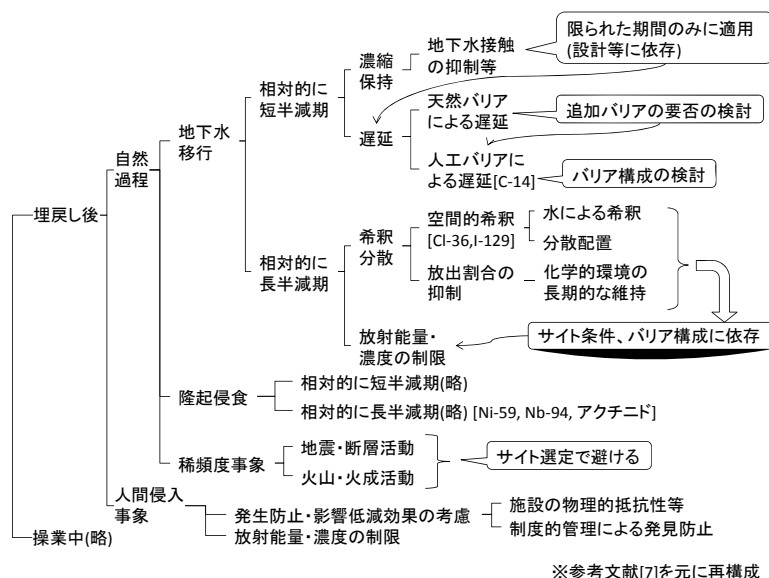 限られた期間のみに適用
(設計等に依存)
濃縮
保持
地下水接触
の抑制等
相対的に
短半減期
天然バリア
による遅延
追加バリアの要否の検討
遅延
地下水
移行
人工バリアに
よる遅延[C-14]
バリア構成の検討
自然
過程
埋戻し後
空間的希釈
[Cl-36,I-129]
水による希釈
分散配置
希釈
分散
相対的に
長半減期
放出割合の
抑制
化学的環境の
長期的な維持
放射能量・
濃度の制限
サイト条件、バリア構成に依存
隆起侵食
相対的に短半減期(略)
相対的に長半減期(略) [Ni-59, Nb-94, アクチニド]
稀頻度事象
地震・断層活動
火山・火成活動
サイト選定で避ける
人間侵入
事象
発生防止・影響低減効果の考慮
放射能量・濃度の制限
施設の物理的抵抗性等
制度的管理による発見防止
操業中(略)
※参考文献[7]を元に再構成